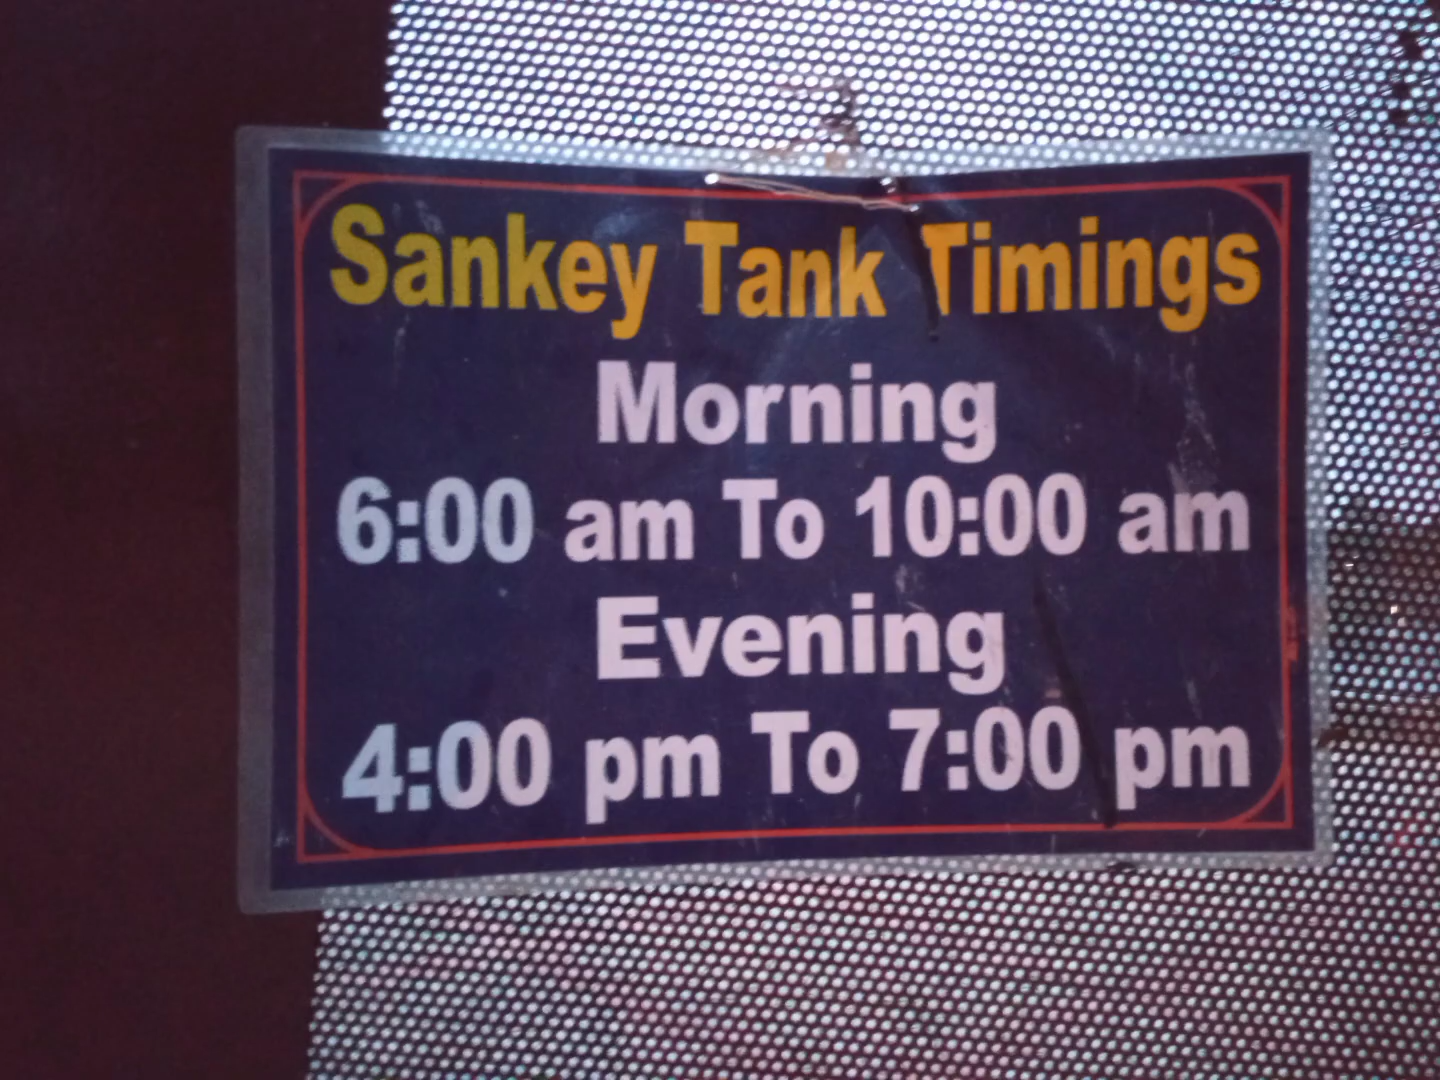 Sankey Tank Timings
Morning
6:00 am To 10:00 am
Evening
4:00 pm To 7:00 pm